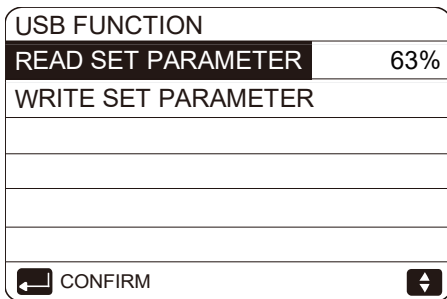 USB FUNCTION
READ SET PARAMETER 63%
WRITE SET PARAMETER
CONFIRM